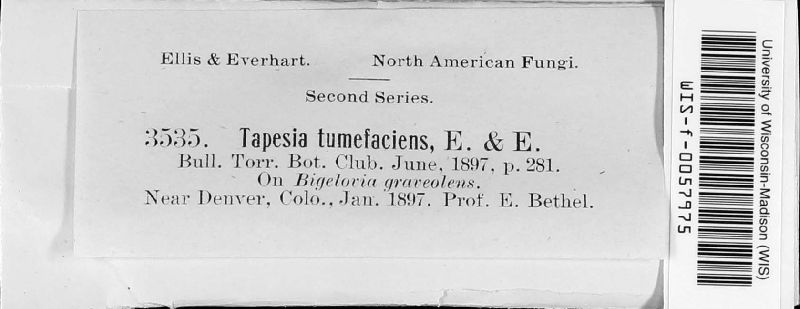 Ellis & Everhart. North American Fungi.
Second Series.
3535. Tapesia tumefaciens, E. & E.
Bull. Torr. Bot. Club. June, 1897, p. 281.
On Bigelovia graveolens.
Near Denver, Colo., Jan. 1897. Prof. E. Bethel.
University of Wisconsin-Madison (WIS)
WIS-f-0057975